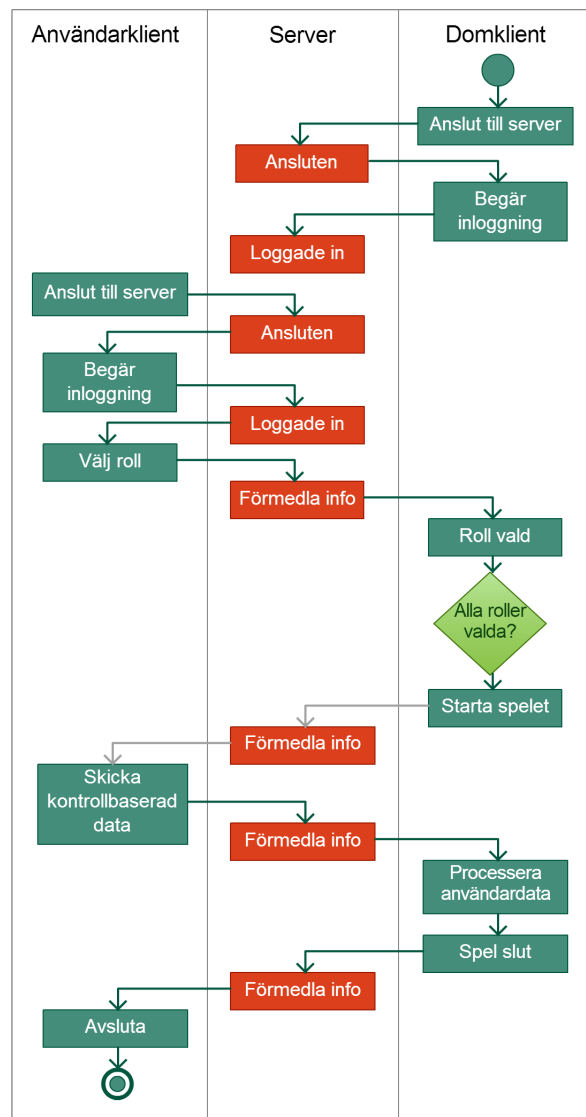 Användarklient
Server
Domklient
Anslut till server
Ansluten
Begär
inloggning
Loggade in
Anslut till server
Ansluten
Begär
inloggning
Loggade in
Välj roll
Förmedla info
Roll vald
Alla roller
valda?
Starta spelet
Förmedla info
Skicka
kontrollbaserad
data
Förmedla info
Processera
användardata
Spel slut
Förmedla info
Avsluta